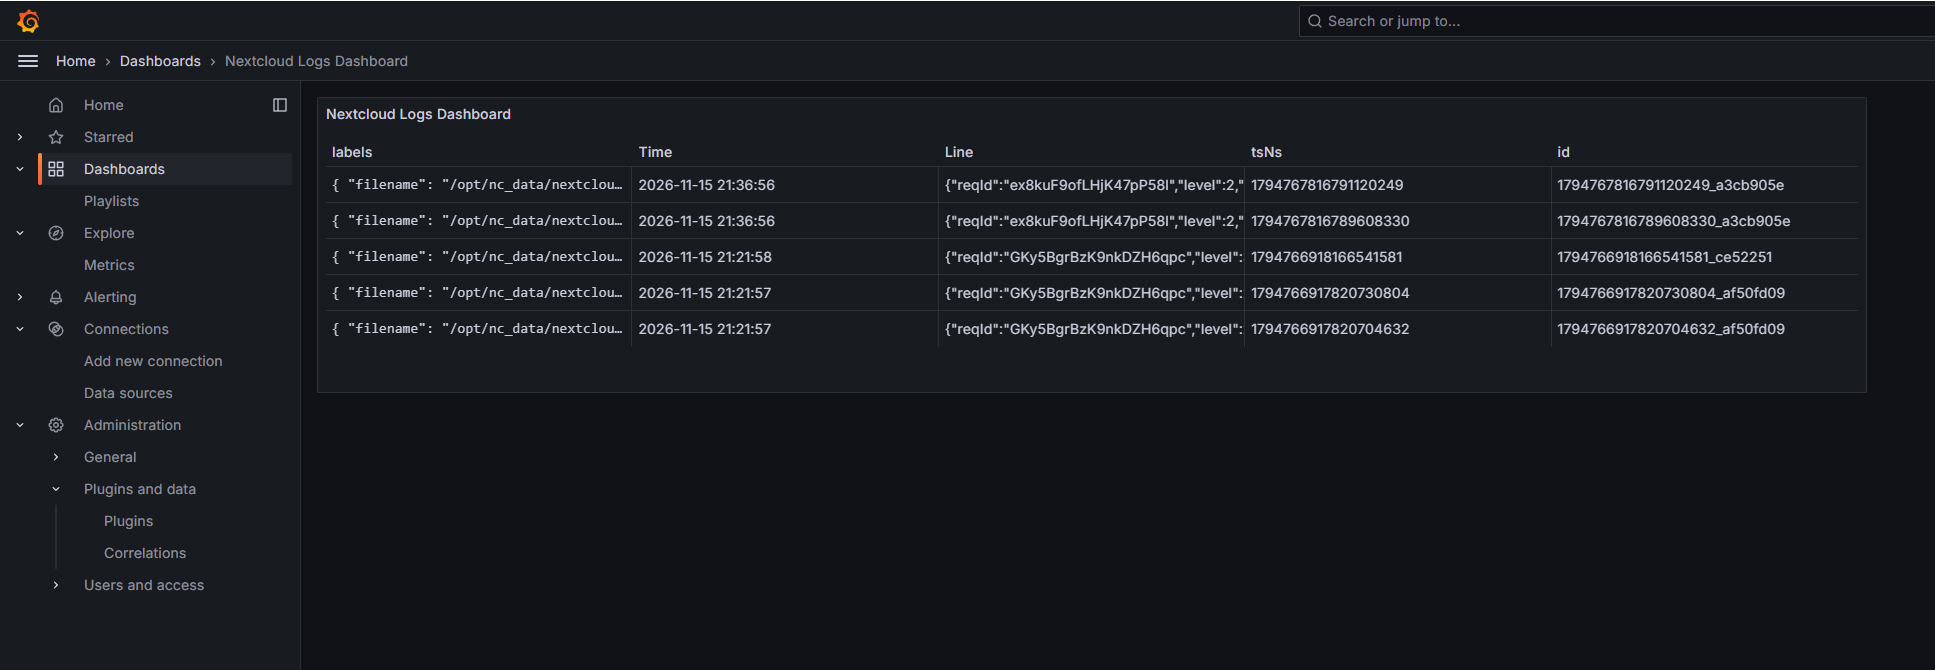 Search or jump to...
Home › Dashboards › Nextcloud Logs Dashboard
Home
Starred
Dashboards
Playlists
Explore
Metrics
Alerting
Connections
Add new connection
Data sources
Administration
General
Plugins and data
Plugins
Correlations
Users and access
Nextcloud Logs Dashboard
labels Time Line tsNs id
{ "filename": "/opt/nc_data/nextclou… 2026-11-15 21:36:56 {"reqId":"ex8kuF9ofLHjK47pP58I","level":2," 1794767816791120249 1794767816791120249_a3cb905e
{ "filename": "/opt/nc_data/nextclou… 2026-11-15 21:36:56 {"reqId":"ex8kuF9ofLHjK47pP58I","level":2," 1794767816789608330 1794767816789608330_a3cb905e
{ "filename": "/opt/nc_data/nextclou… 2026-11-15 21:21:58 {"reqId":"GKy5BgrBzK9nkDZH6qpc","level": 1794766918166541581 1794766918166541581_ce52251
{ "filename": "/opt/nc_data/nextclou… 2026-11-15 21:21:57 {"reqId":"GKy5BgrBzK9nkDZH6qpc","level": 1794766917820730804 1794766917820730804_af50fd09
{ "filename": "/opt/nc_data/nextclou… 2026-11-15 21:21:57 {"reqId":"GKy5BgrBzK9nkDZH6qpc","level": 1794766917820704632 1794766917820704632_af50fd09